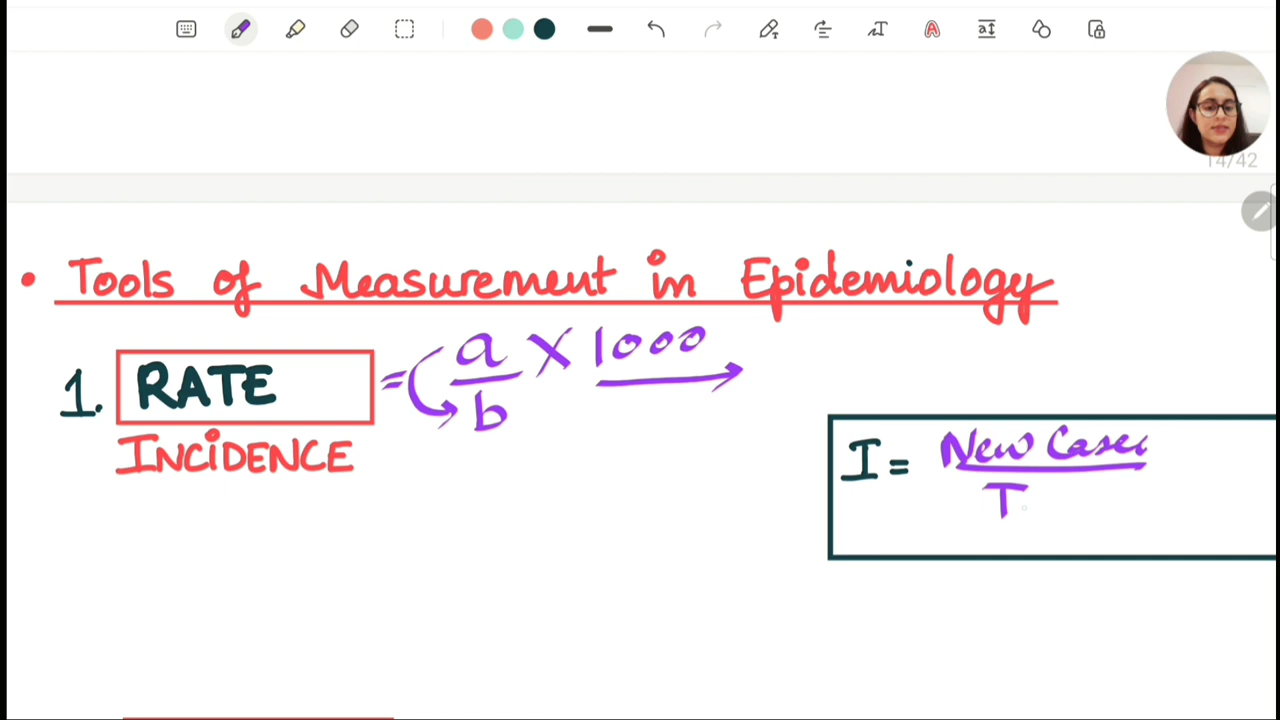 14/42
• Tools of Measurement in Epidemiology
1. RATE = a/b X 1000
INCIDENCE
I = New Cases
T